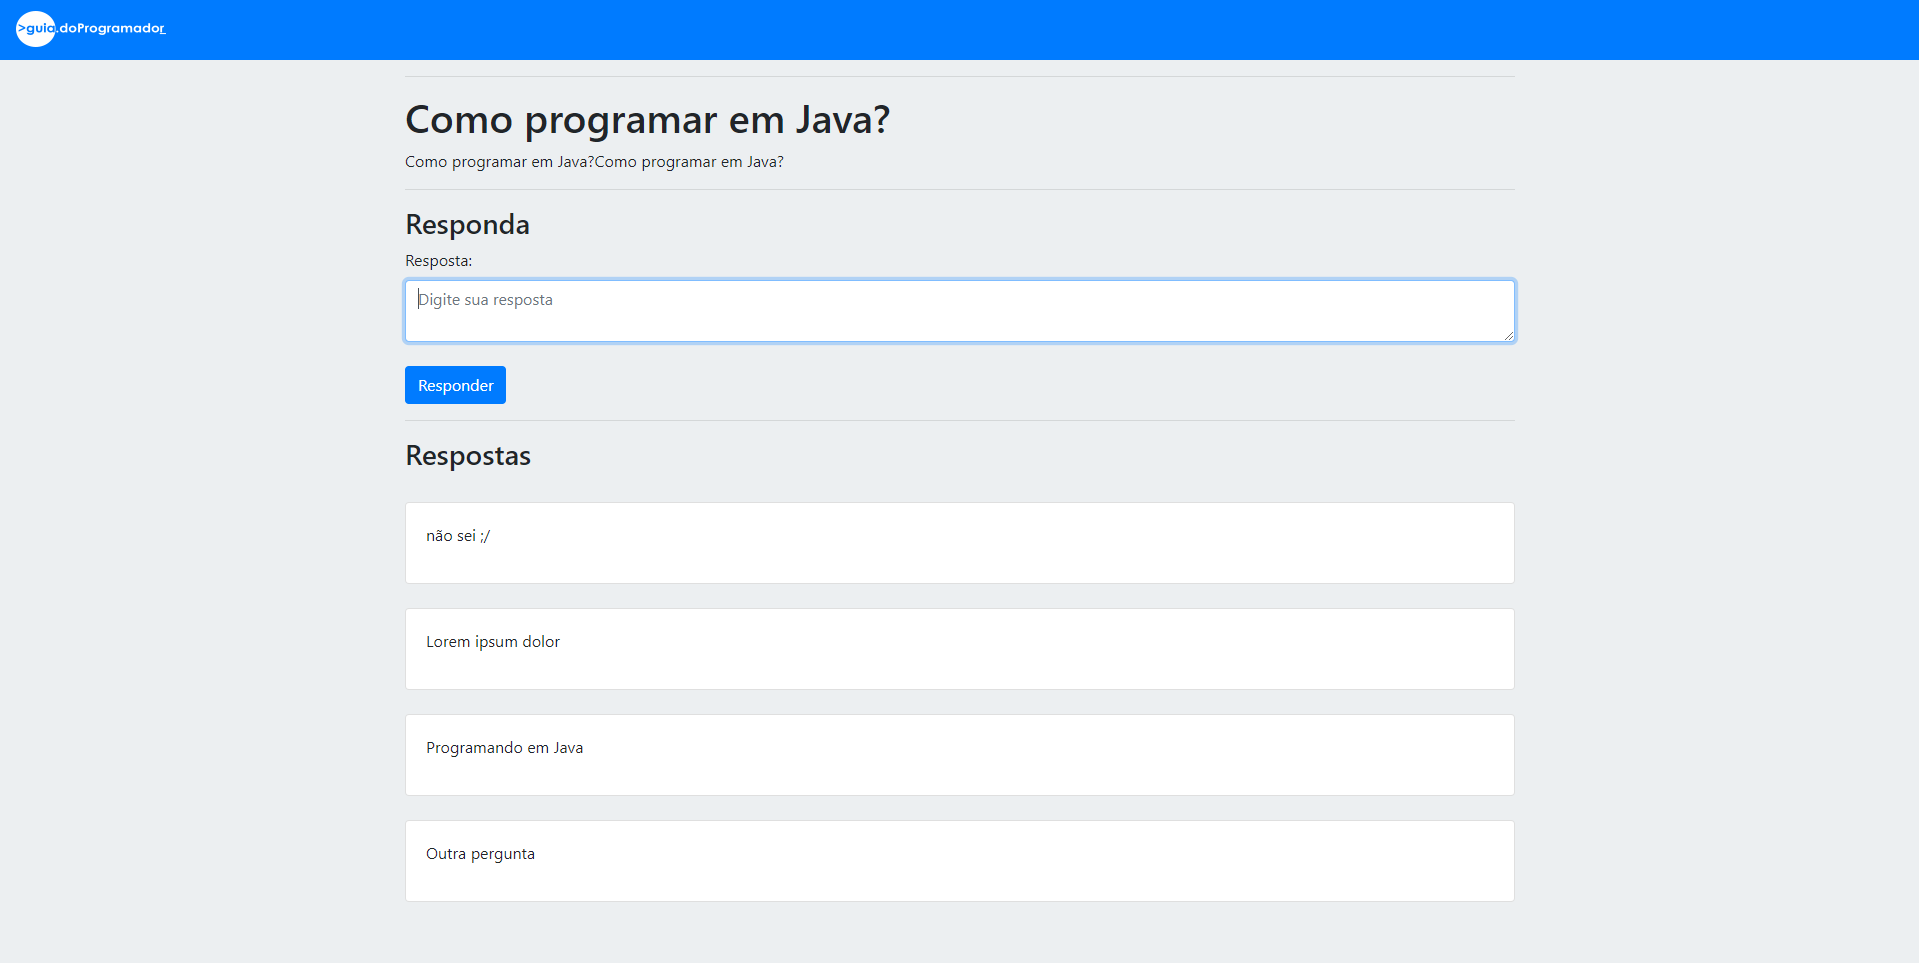 >guia.doProgramador_
Como programar em Java?
Como programar em Java?Como programar em Java?
Responda
Resposta:
Digite sua resposta
Responder
Respostas
não sei ;/
Lorem ipsum dolor
Programando em Java
Outra pergunta